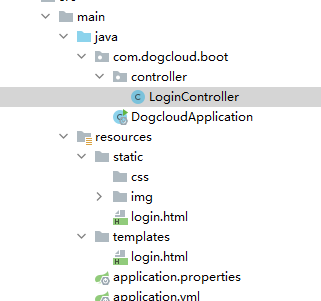 main
java
com.dogcloud.boot
controller
LoginController
DogcloudApplication
resources
static
css
img
login.html
templates
login.html
application.properties
application.yml